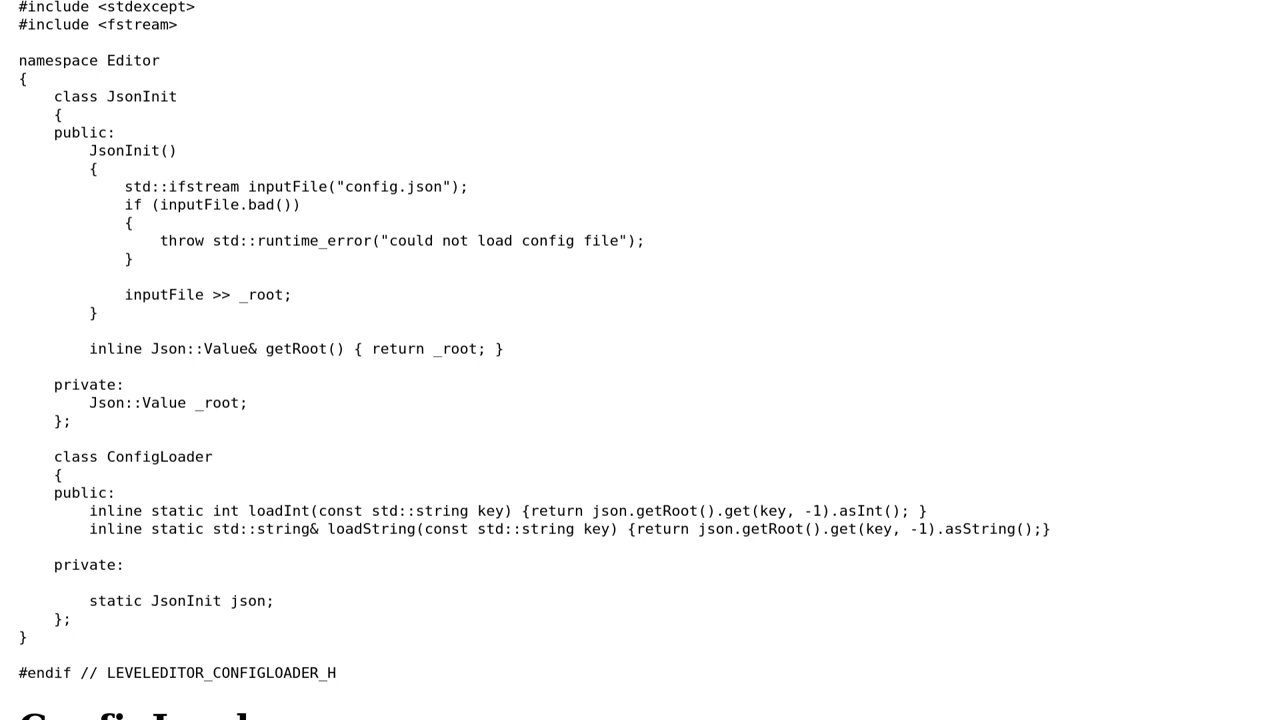 #include <stdexcept>
#include <fstream>

namespace Editor
{
    class JsonInit
    {
    public:
        JsonInit()
        {
            std::ifstream inputFile("config.json");
            if (inputFile.bad())
            {
                throw std::runtime_error("could not load config file");
            }

            inputFile >> _root;
        }

        inline Json::Value& getRoot() { return _root; }

    private:
        Json::Value _root;
    };

    class ConfigLoader
    {
    public:
        inline static int loadInt(const std::string key) {return json.getRoot().get(key, -1).asInt(); }
        inline static std::string& loadString(const std::string key) {return json.getRoot().get(key, -1).asString();}

    private:

        static JsonInit json;
    };
}

#endif // LEVELEDITOR_CONFIGLOADER_H